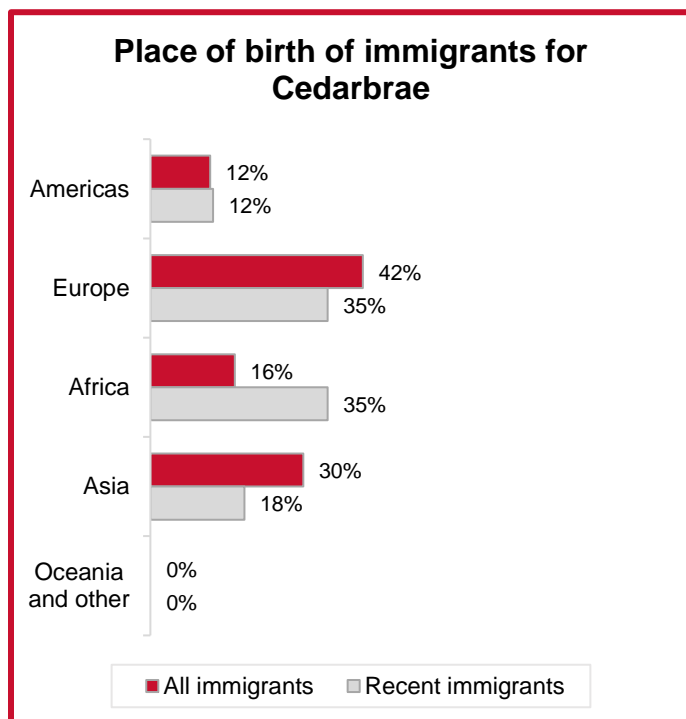 Place of birth of immigrants for
Cedarbrae
Americas
12%
12%
Europe
42%
35%
Africa
16%
35%
Asia
30%
18%
Oceania
and other
0%
0%
All immigrants
Recent immigrants